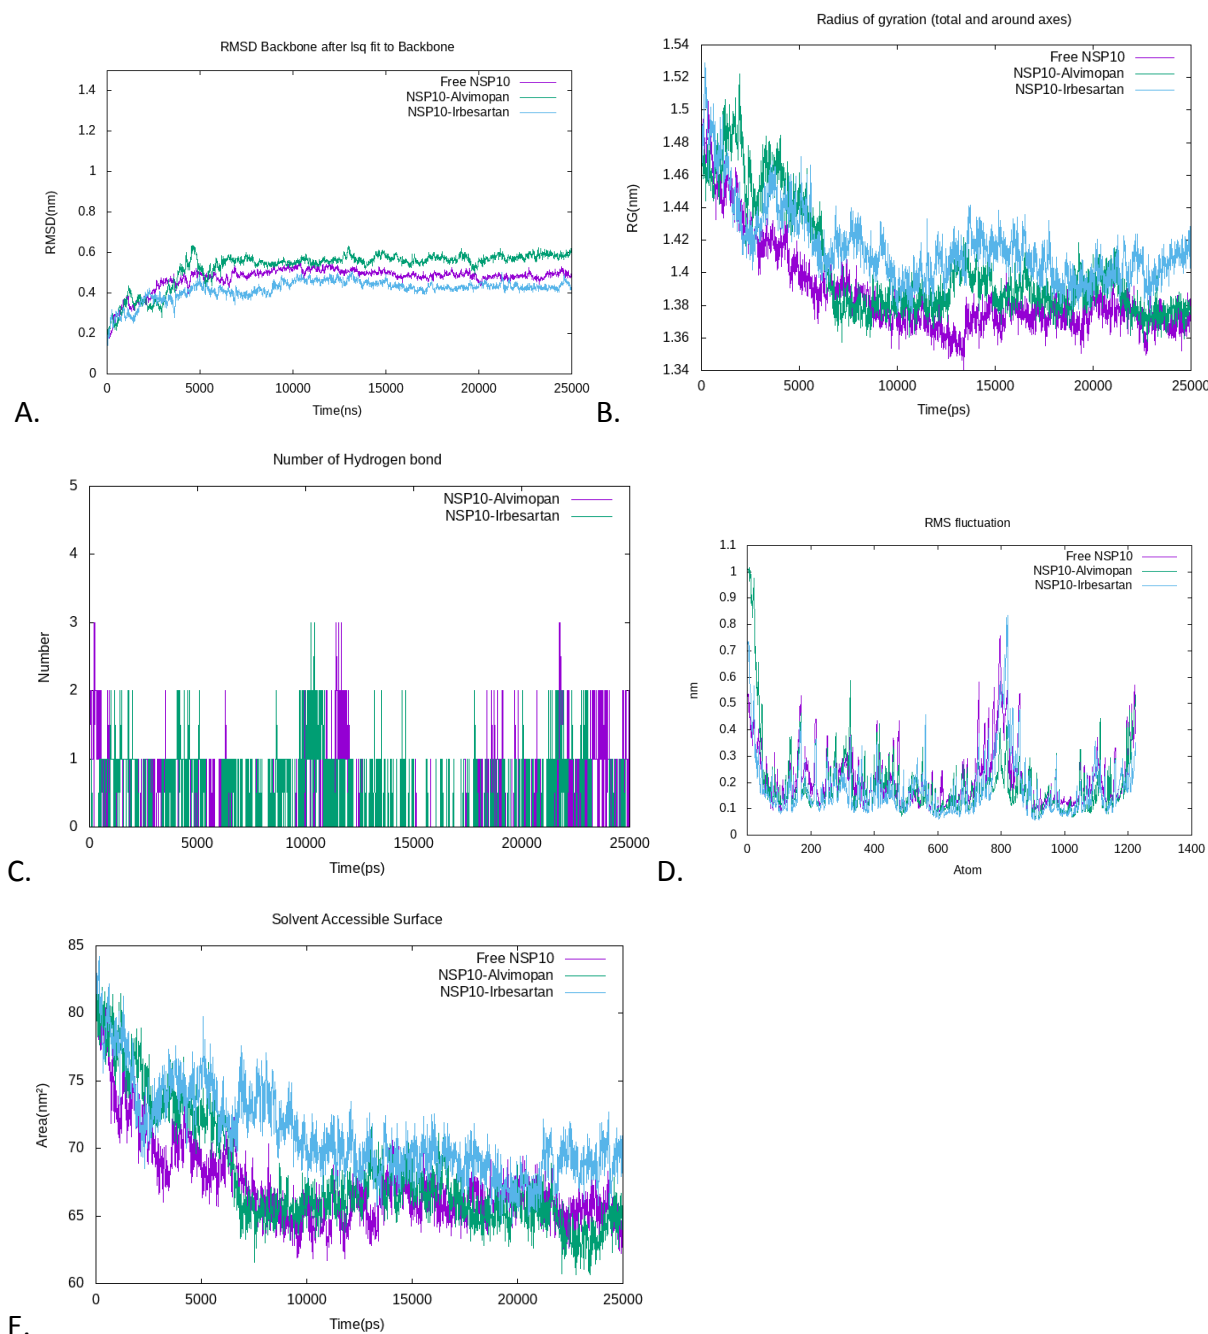 RMSD Backbone after lsq fit to Backbone
Free NSP10
NSP10-Alvimopan
NSP10-Irbesartan
1.4
1.2
1
0.8
0.6
0.4
0.2
0
RMSD(nm)
0 5000 10000 15000 20000 25000
Time(ns)
A.
Radius of gyration (total and around axes)
Free NSP10
NSP10-Alvimopan
NSP10-Irbesartan
1.54
1.52
1.5
1.48
1.46
1.44
1.42
1.4
1.38
1.36
1.34
RG(nm)
0 5000 10000 15000 20000 25000
Time(ps)
B.
Number of Hydrogen bond
NSP10-Alvimopan
NSP10-Irbesartan
5
4
3
2
1
0
Number
0 5000 10000 15000 20000 25000
Time(ps)
C.
RMS fluctuation
Free NSP10
NSP10-Alvimopan
NSP10-Irbesartan
1.1
1
0.9
0.8
0.7
0.6
0.5
0.4
0.3
0.2
0.1
0
nm
0 200 400 600 800 1000 1200 1400
Atom
D.
Solvent Accessible Surface
Free NSP10
NSP10-Alvimopan
NSP10-Irbesartan
85
80
75
70
65
60
Area(nm²)
0 5000 10000 15000 20000 25000
Time(ps)